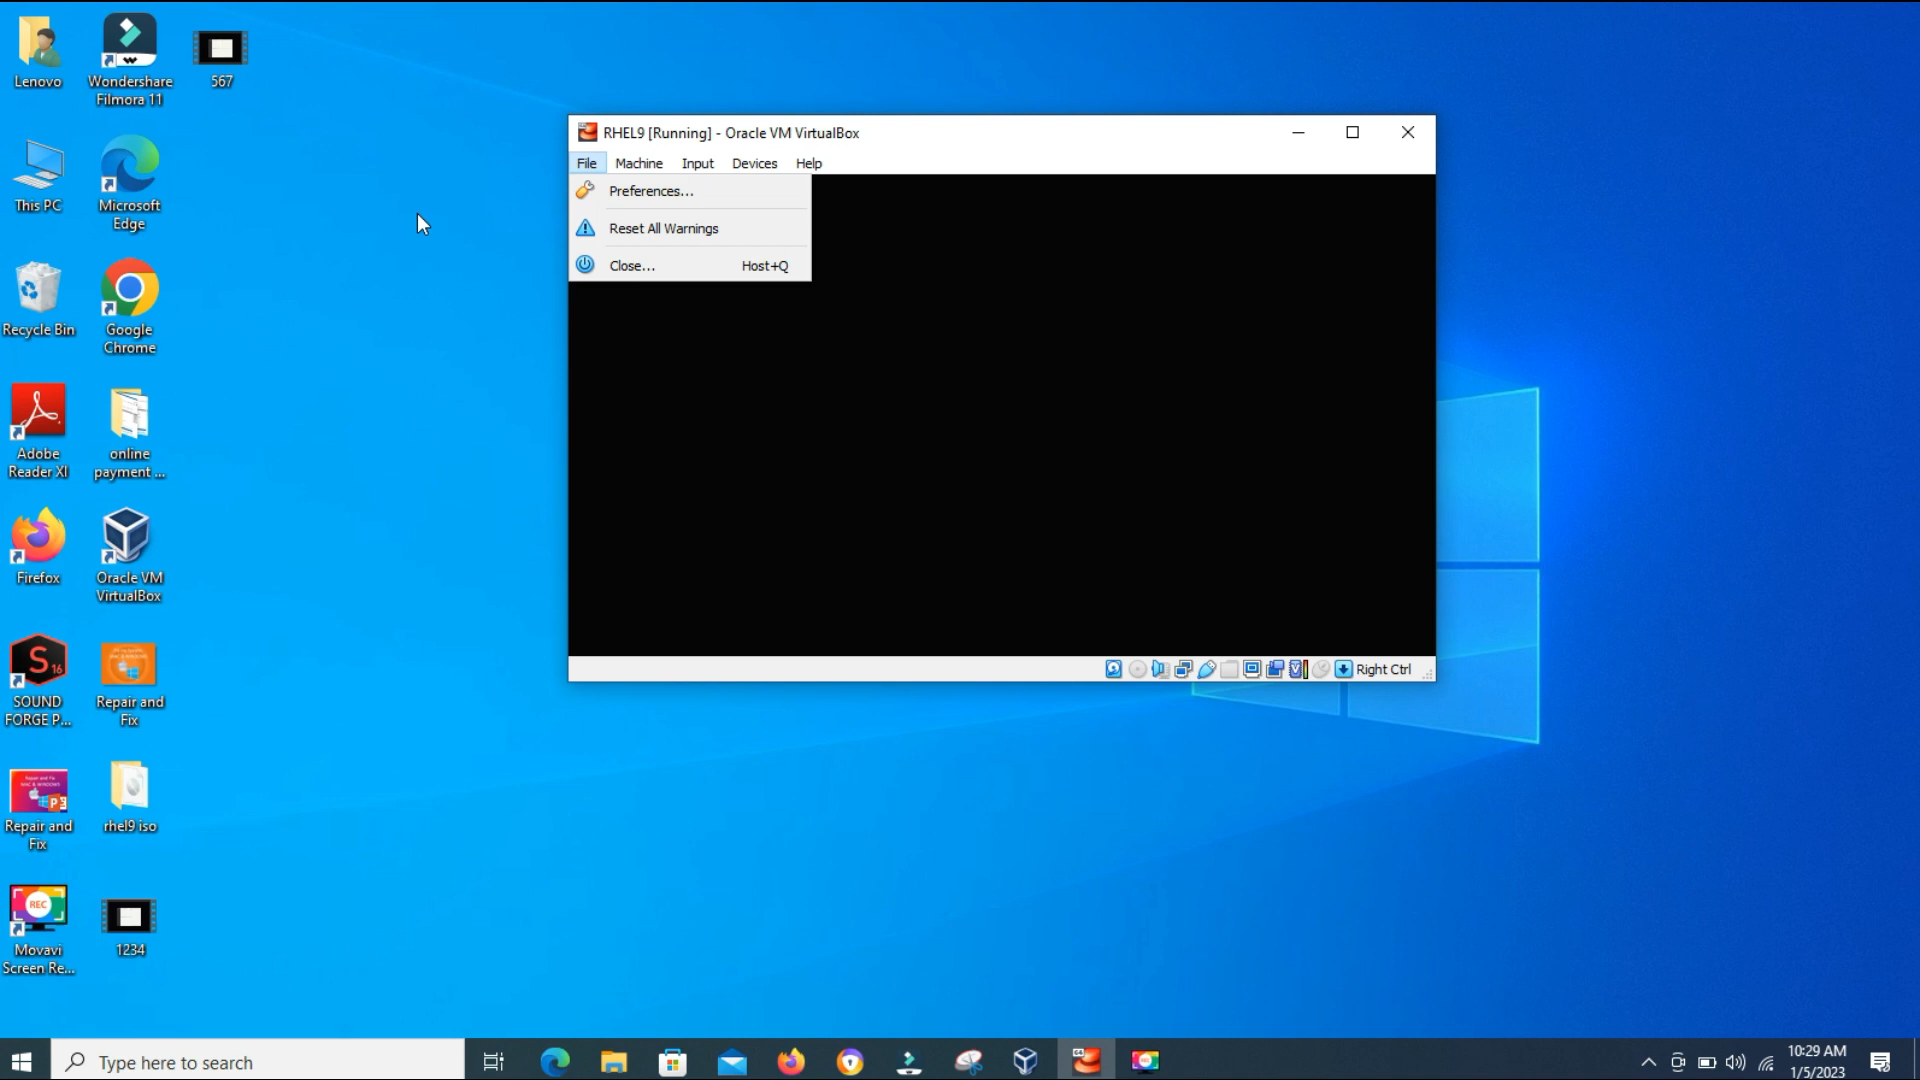 Lenovo
Wondershare
Filmora 11
567
This PC
Microsoft
Edge
Recycle Bin
Google
Chrome
Adobe
Reader XI
online
payment ...
Firefox
Oracle VM
VirtualBox
SOUND
FORGE P...
Repair and
Fix
Repair and
Fix
rhel9 iso
REC
Movavi
Screen Re...
1234
RHEL9 [Running] - Oracle VM VirtualBox
File Machine Input Devices Help
Preferences...
Reset All Warnings
Close... Host+Q
Right Ctrl
Type here to search
10:29 AM
1/5/2023